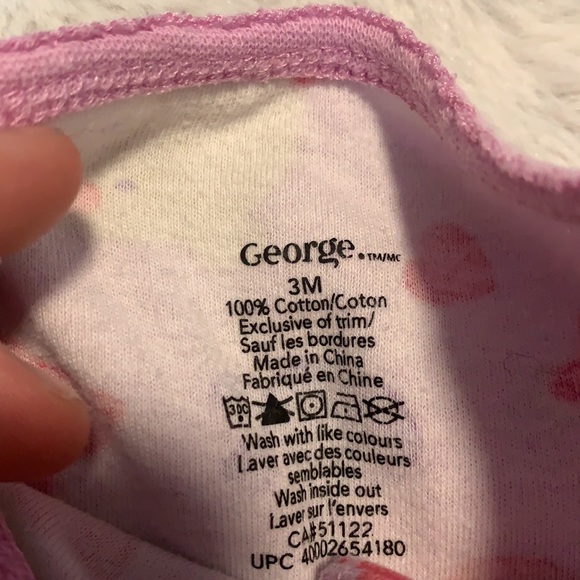 George. TM/MC
3M
100% Cotton/Coton
Exclusive of trim/
Sauf les bordures
Made in China
Fabriqué en Chine
30C
Wash with like colours
Laver avec des couleurs
semblables
Wash inside out
Laver sur l'envers
CA#51122
UPC 40002654180